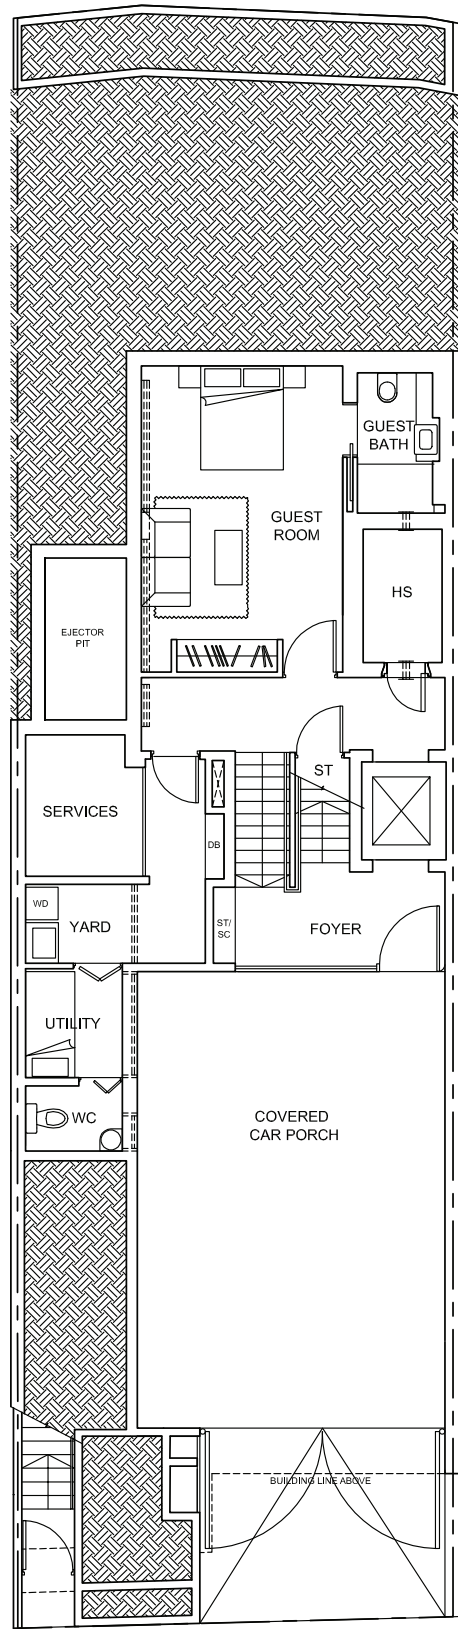 GUEST
BATH
GUEST
ROOM
HS
EJECTOR
PIT
ST
SERVICES
DB
WD
YARD
ST/
SC
FOYER
UTILITY
WC
COVERED
CAR PORCH
BUILDING LINE ABOVE